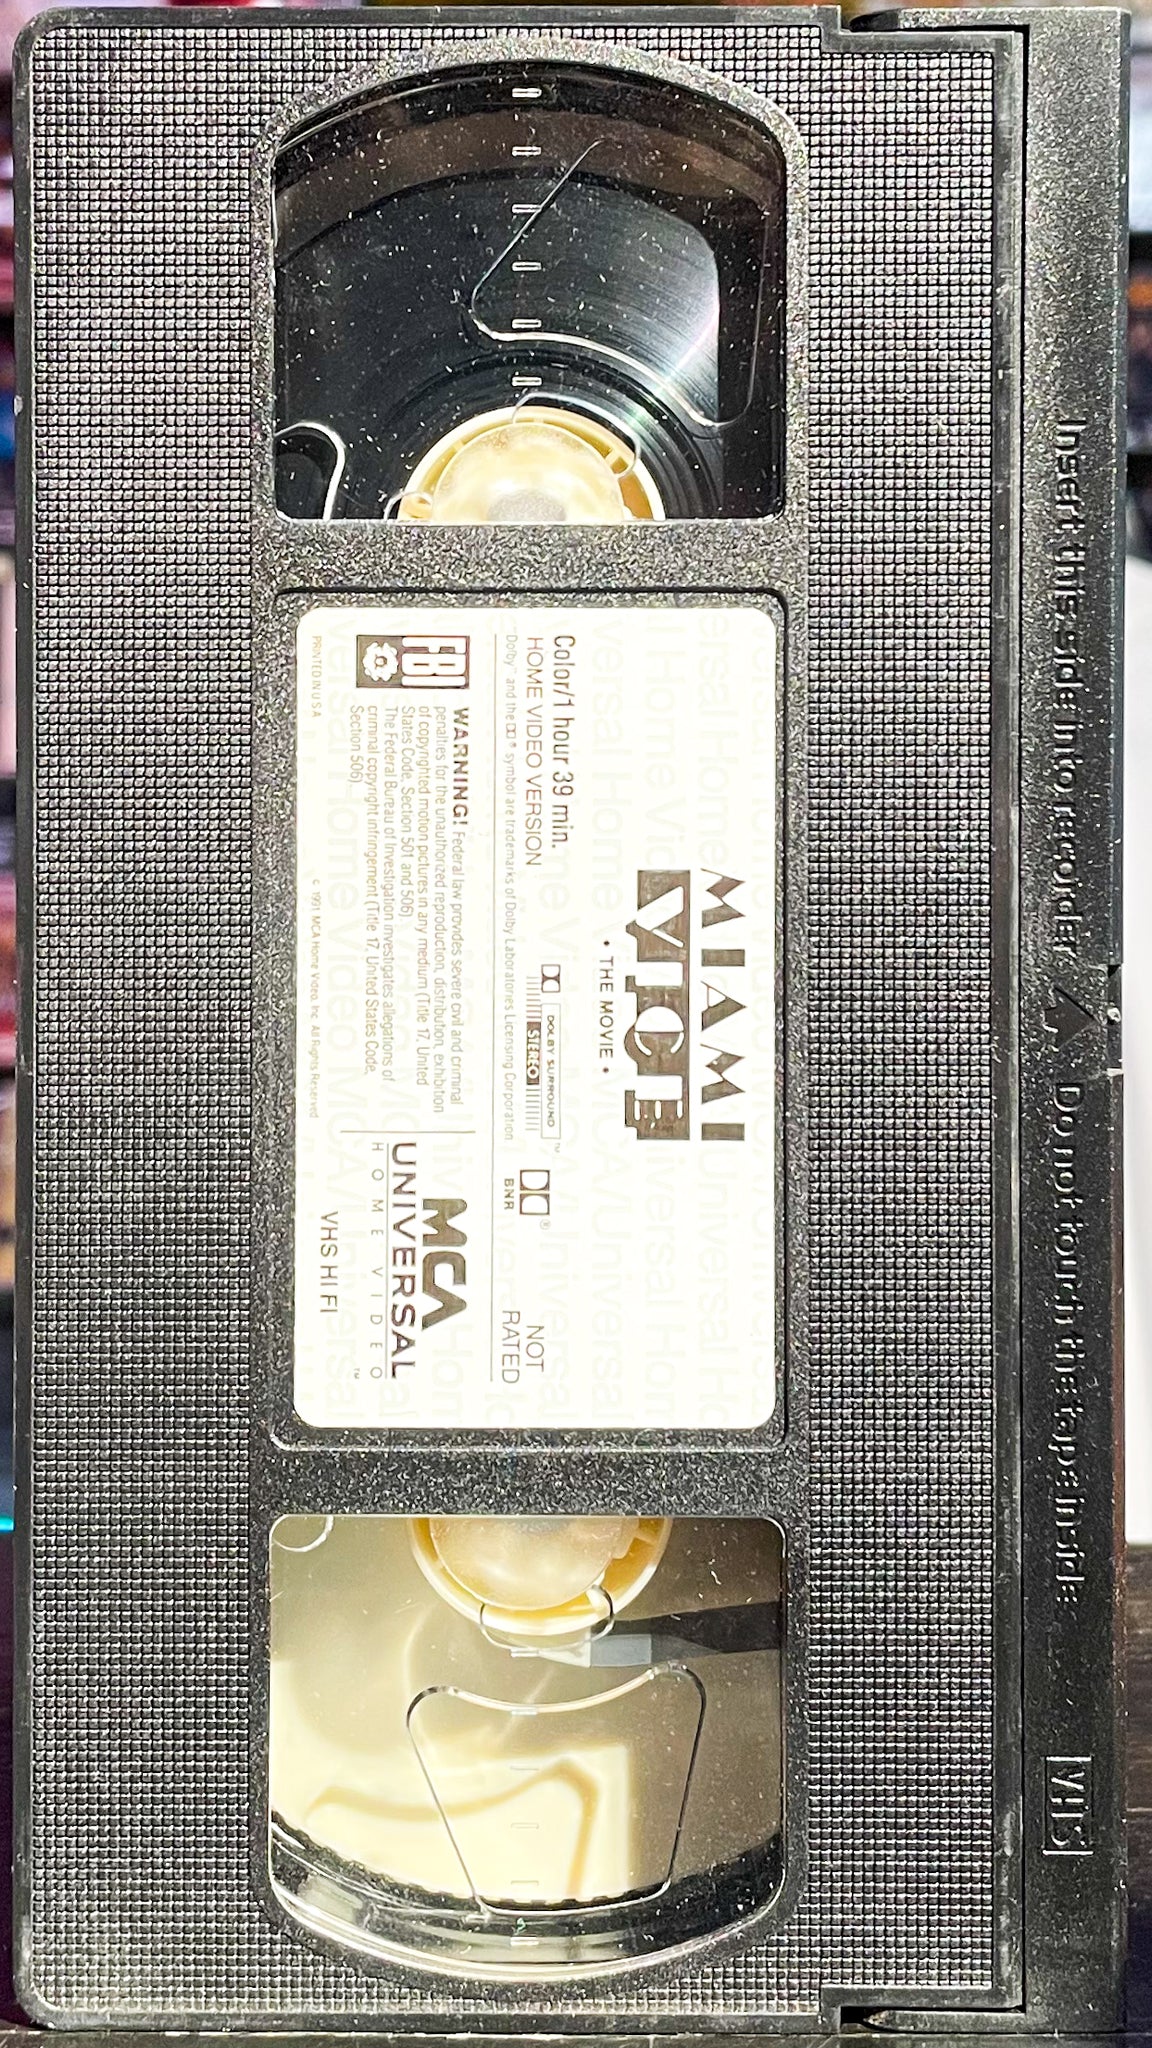 Insert this side into recorder Do not touch the tape inside
VHS
MIAMI
VICE
• THE MOVIE •
Color/1 hour 39 min.
HOME VIDEO VERSION
DOLBY SURROUND ™
STEREO
BNR
NOT
RATED
"Dolby" and the DD® symbol are trademarks of Dolby Laboratories Licensing Corporation
FBI
WARNING! Federal law provides severe civil and criminal
penalties for the unauthorized reproduction, distribution, exhibition
of copyrighted motion pictures in any medium (Title 17, United
States Code, Section 501 and 506).
The Federal Bureau of Investigation investigates allegations of
criminal copyright infringement (Title 17, United States Code,
Section 506).
MCA
UNIVERSAL
HOME VIDEO ™
VHS HI FI
PRINTED IN U S A
© 1991 MCA Home Video, Inc. All Rights Reserved